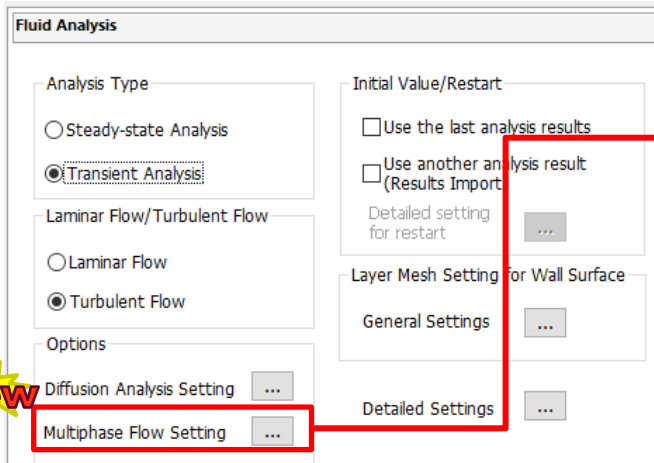 Fluid Analysis
Analysis Type
Steady-state Analysis
Transient Analysis
Laminar Flow/Turbulent Flow
Laminar Flow
Turbulent Flow
Options
Diffusion Analysis Setting ...
Multiphase Flow Setting ...
Initial Value/Restart
Use the last analysis results
Use another analysis result
(Results Import)
Detailed setting
for restart ...
Layer Mesh Setting for Wall Surface
General Settings ...
Detailed Settings ...